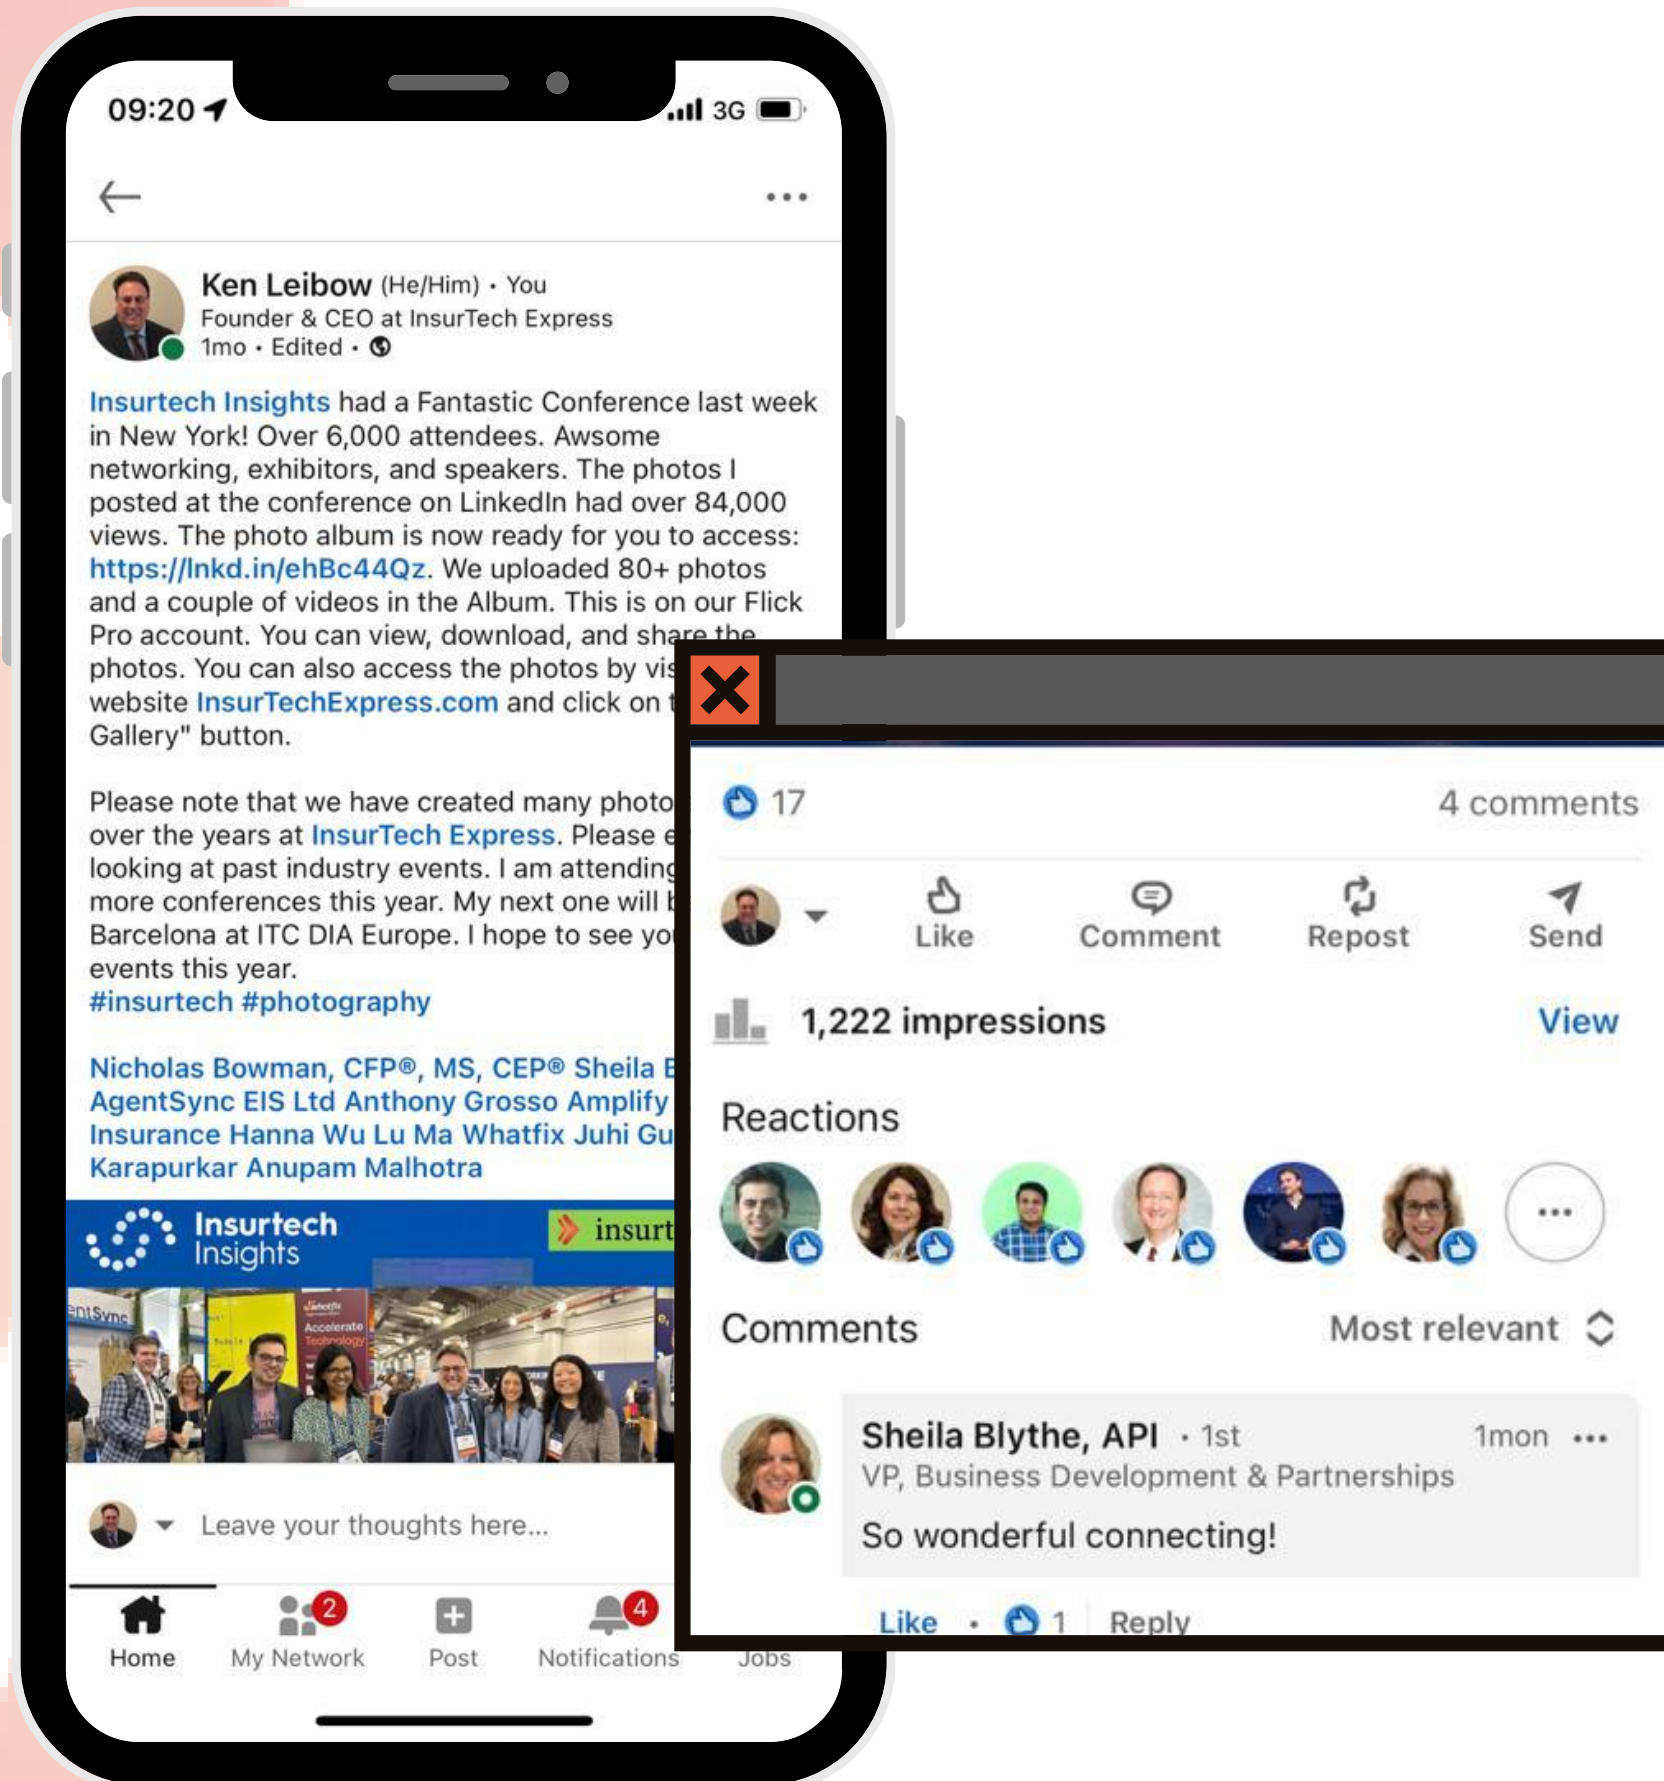 09:20
3G
Ken Leibow (He/Him) • You
Founder & CEO at InsurTech Express
1mo • Edited •
Insurtech Insights had a Fantastic Conference last week
in New York! Over 6,000 attendees. Awsome
networking, exhibitors, and speakers. The photos I
posted at the conference on LinkedIn had over 84,000
views. The photo album is now ready for you to access:
https://lnkd.in/ehBc44Qz. We uploaded 80+ photos
and a couple of videos in the Album. This is on our Flick
Pro account. You can view, download, and share the
photos. You can also access the photos by vis
website InsurTechExpress.com and click on t
Gallery" button.
Please note that we have created many photo
over the years at InsurTech Express. Please e
looking at past industry events. I am attending
more conferences this year. My next one will b
Barcelona at ITC DIA Europe. I hope to see yo
events this year.
#insurtech #photography
Nicholas Bowman, CFP®, MS, CEP® Sheila B
AgentSync EIS Ltd Anthony Grosso Amplify
Insurance Hanna Wu Lu Ma Whatfix Juhi Gu
Karapurkar Anupam Malhotra
Insurtech
Insights
insurt
entSync
whatfix
Accelerate
Technology
Leave your thoughts here...
2
4
Home
My Network
Post
Notifications
Jobs
17
4 comments
Like
Comment
Repost
Send
1,222 impressions
View
Reactions
Comments
Most relevant
Sheila Blythe, API • 1st
1mon
VP, Business Development & Partnerships
So wonderful connecting!
Like • 1 Reply